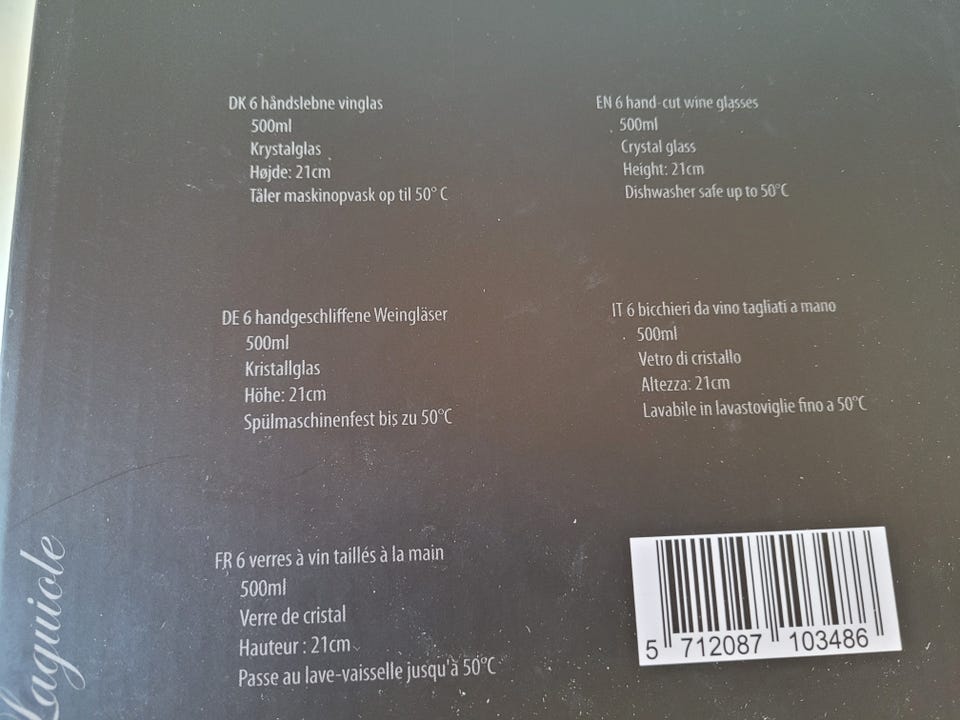 DK 6 håndslebne vinglas
500ml
Krystalglas
Højde: 21cm
Tåler maskinopvask op til 50° C
EN 6 hand-cut wine glasses
500ml
Crystal glass
Height: 21cm
Dishwasher safe up to 50°C
DE 6 handgeschliffene Weingläser
500ml
Kristallglas
Höhe: 21cm
Spülmaschinenfest bis zu 50°C
IT 6 bicchieri da vino tagliati a mano
500ml
Vetro di cristallo
Altezza: 21cm
Lavabile in lavastoviglie fino a 50°C
FR 6 verres à vin taillés à la main
500ml
Verre de cristal
Hauteur : 21cm
Passe au lave-vaisselle jusqu'à 50°C
Laguiole
5 712087 103486